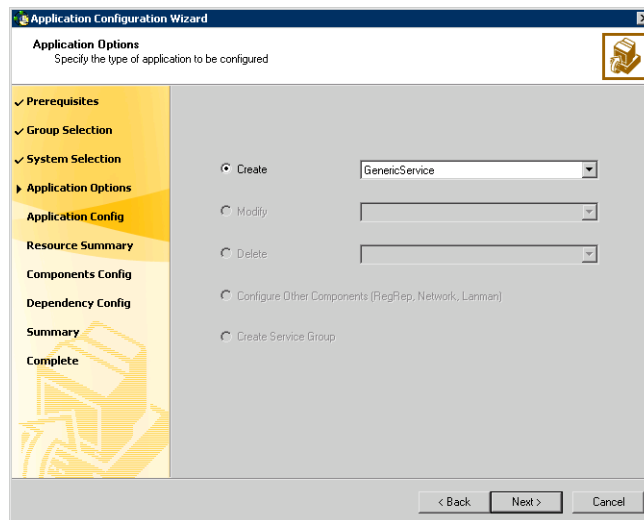 Application Configuration Wizard
Application Options
Specify the type of application to be configured
Prerequisites
Group Selection
System Selection
Application Options
Application Config
Resource Summary
Components Config
Dependency Config
Summary
Complete
Create
GenericService
Modify
Delete
Configure Other Components (RegRep, Network, Lanman)
Create Service Group
< Back
Next >
Cancel